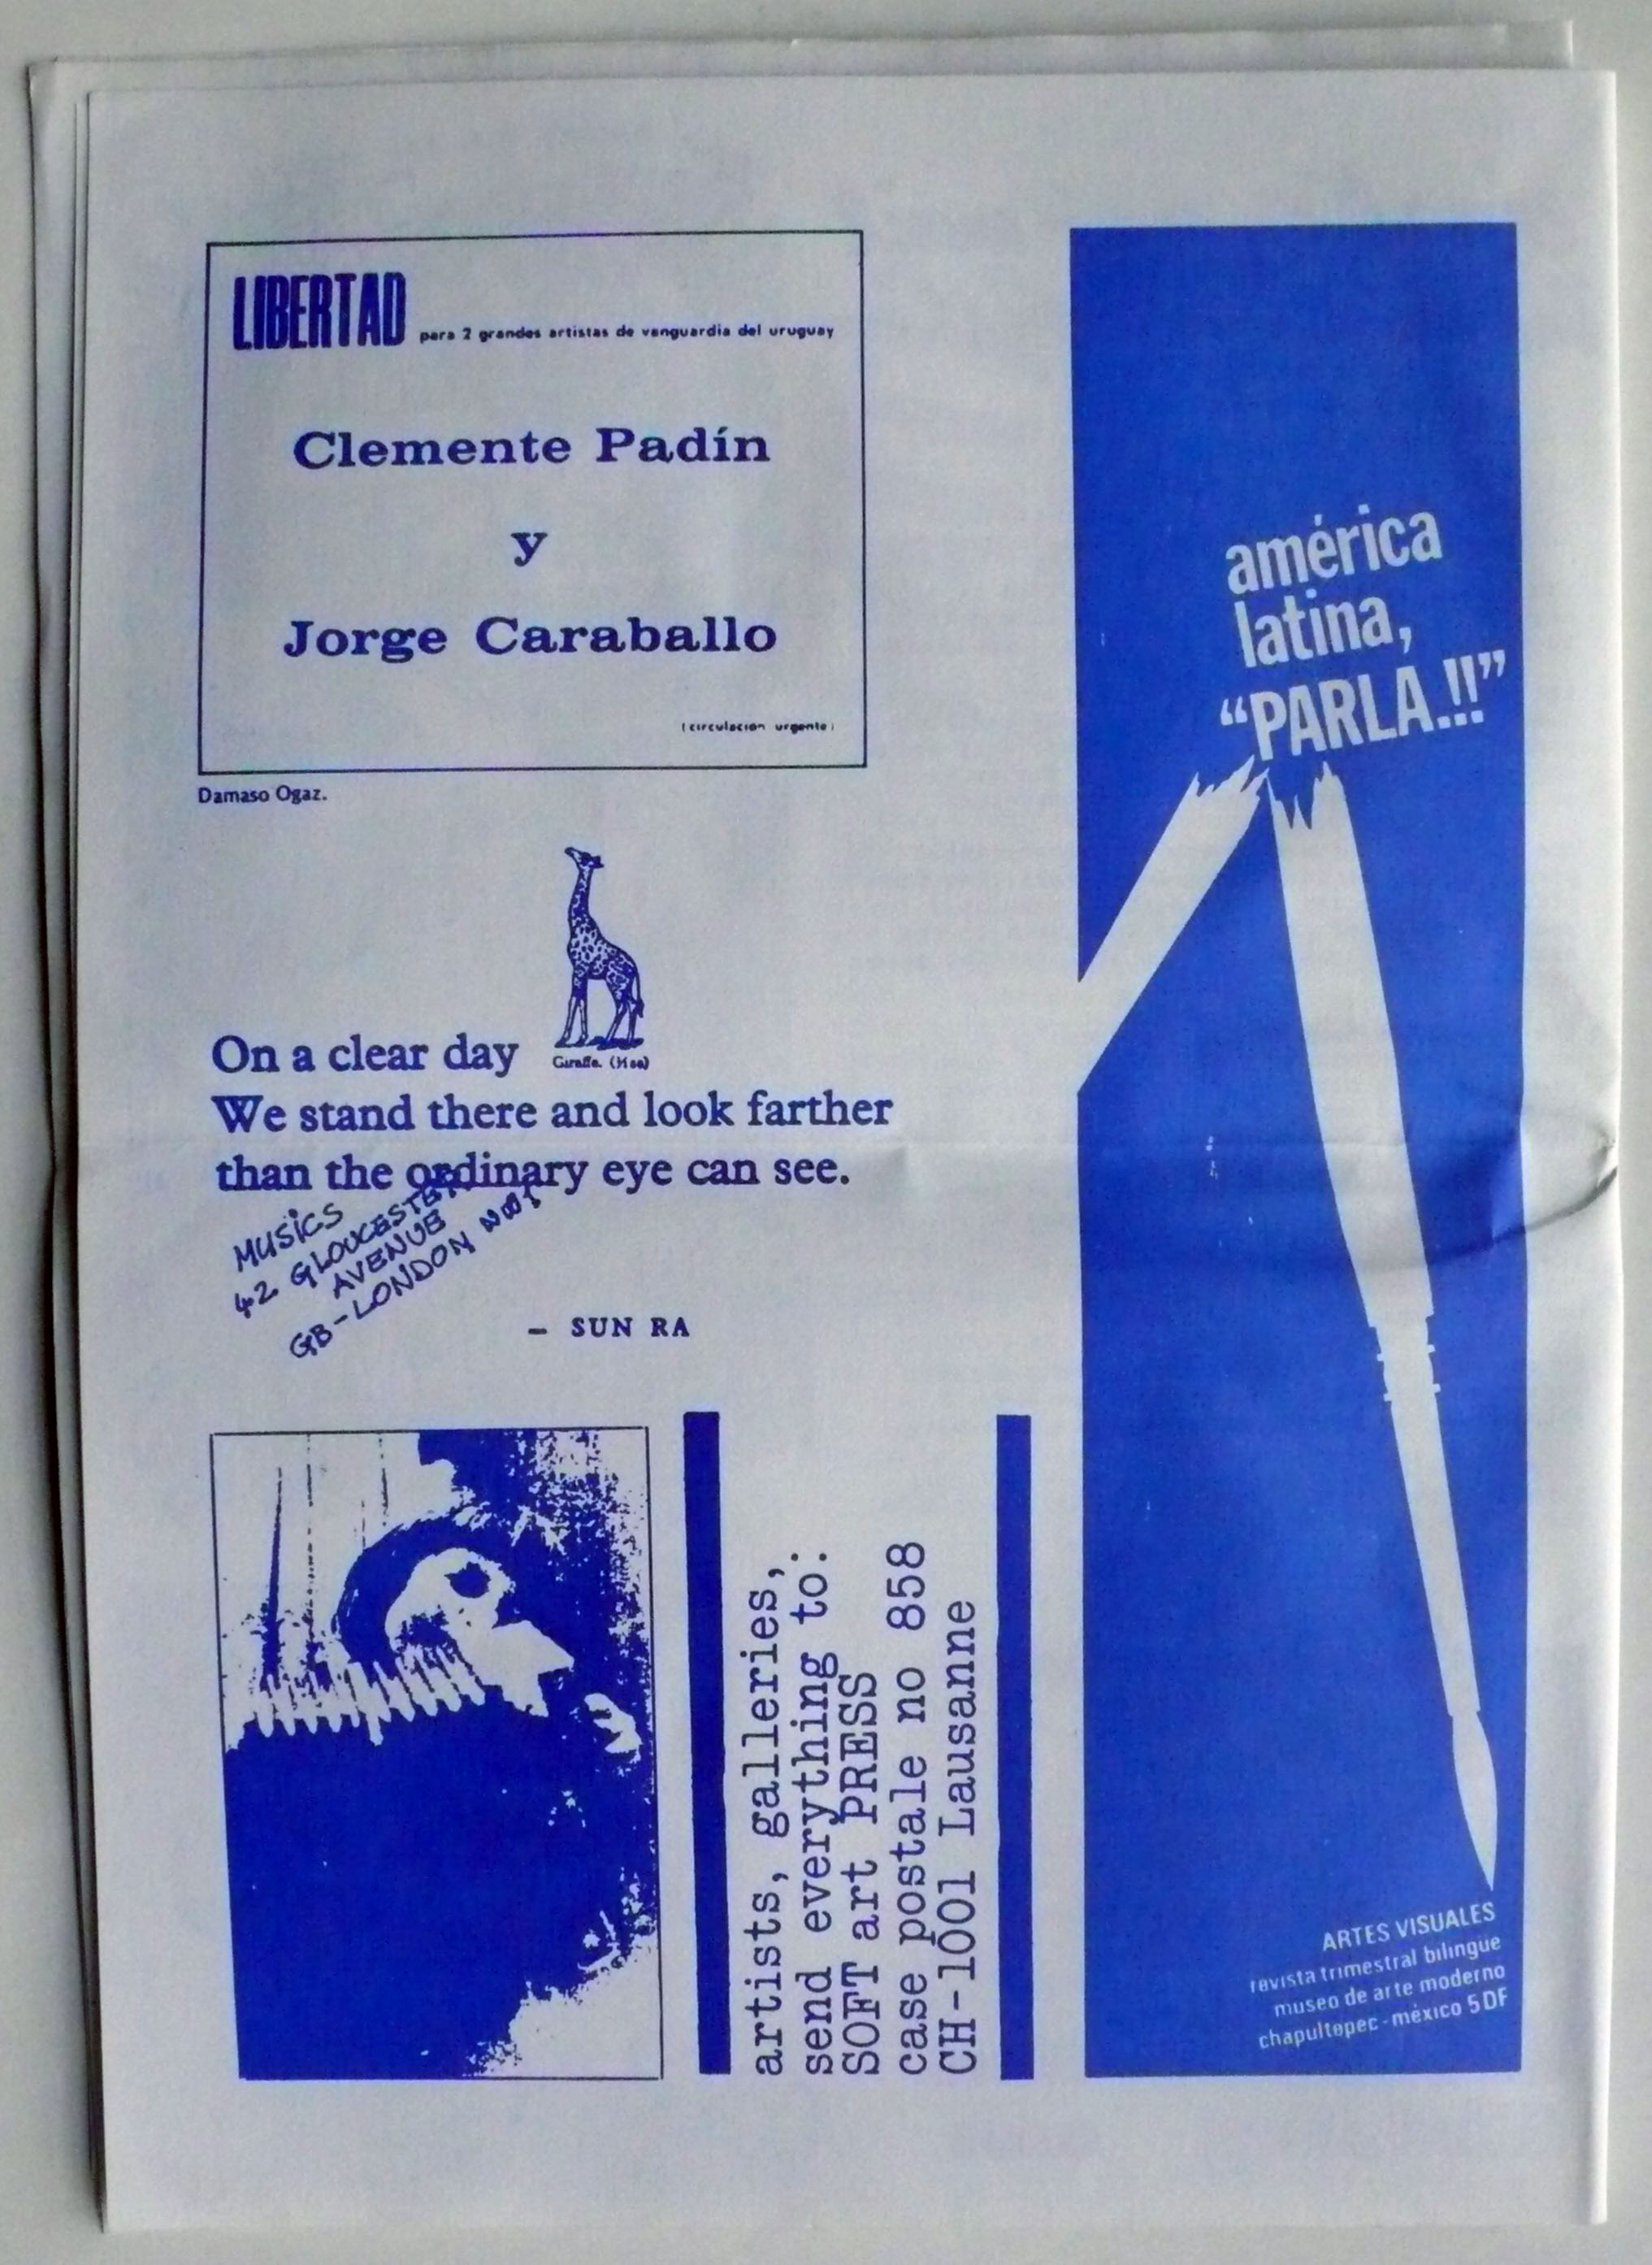 LIBERTAD para 2 grandes artistas de vanguardia del uruguay
Clemente Padín
y
Jorge Caraballo
(circulación urgente)
Damaso Ogaz.
Giraffe.
On a clear day
We stand there and look farther
than the ordinary eye can see.
MUSICS
42 GLOUCESTER
AVENUE
GB-LONDON NW1
– SUN RA
artists, galleries,
send everything to:
SOFT art PRESS
case postale no 858
CH-1001 Lausanne
américa
latina,
“PARLA.!!”
ARTES VISUALES
revista trimestral bilingue
museo de arte moderno
chapultepec - méxico 5 DF